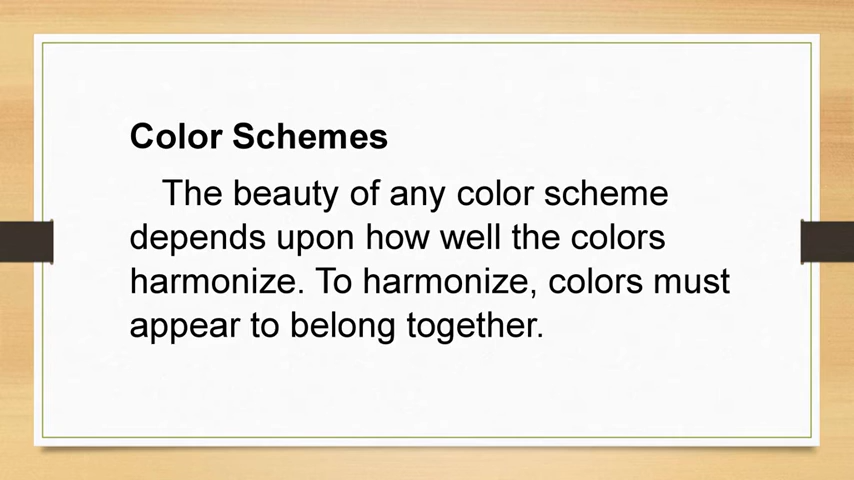 Color Schemes
The beauty of any color scheme
depends upon how well the colors
harmonize. To harmonize, colors must
appear to belong together.